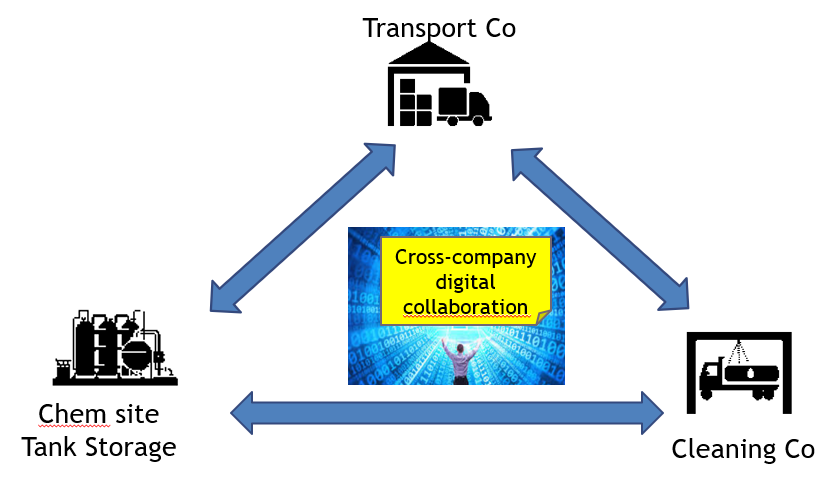 Transport Co
Cross-company
digital
collaboration
Chem site
Tank Storage
Cleaning Co